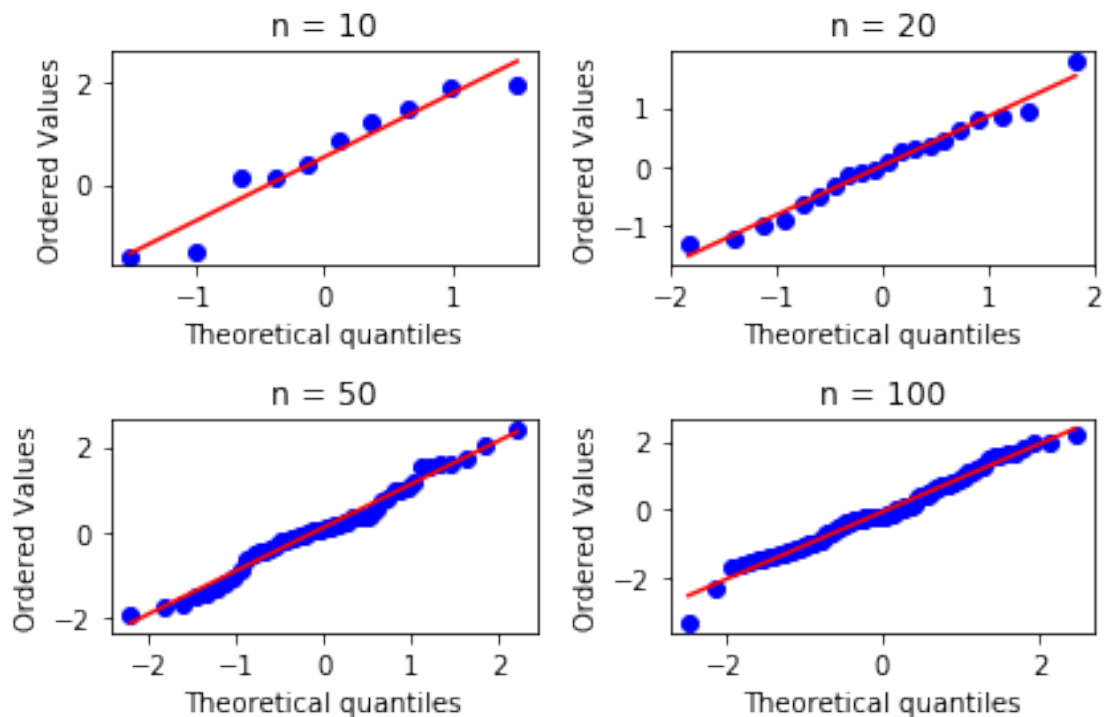 n = 10
Ordered Values
2
0
−1
0
1
Theoretical quantiles
n = 20
Ordered Values
1
0
−1
−2
−1
0
1
2
Theoretical quantiles
n = 50
Ordered Values
2
0
−2
−2
−1
0
1
2
Theoretical quantiles
n = 100
Ordered Values
2
0
−2
−2
0
2
Theoretical quantiles